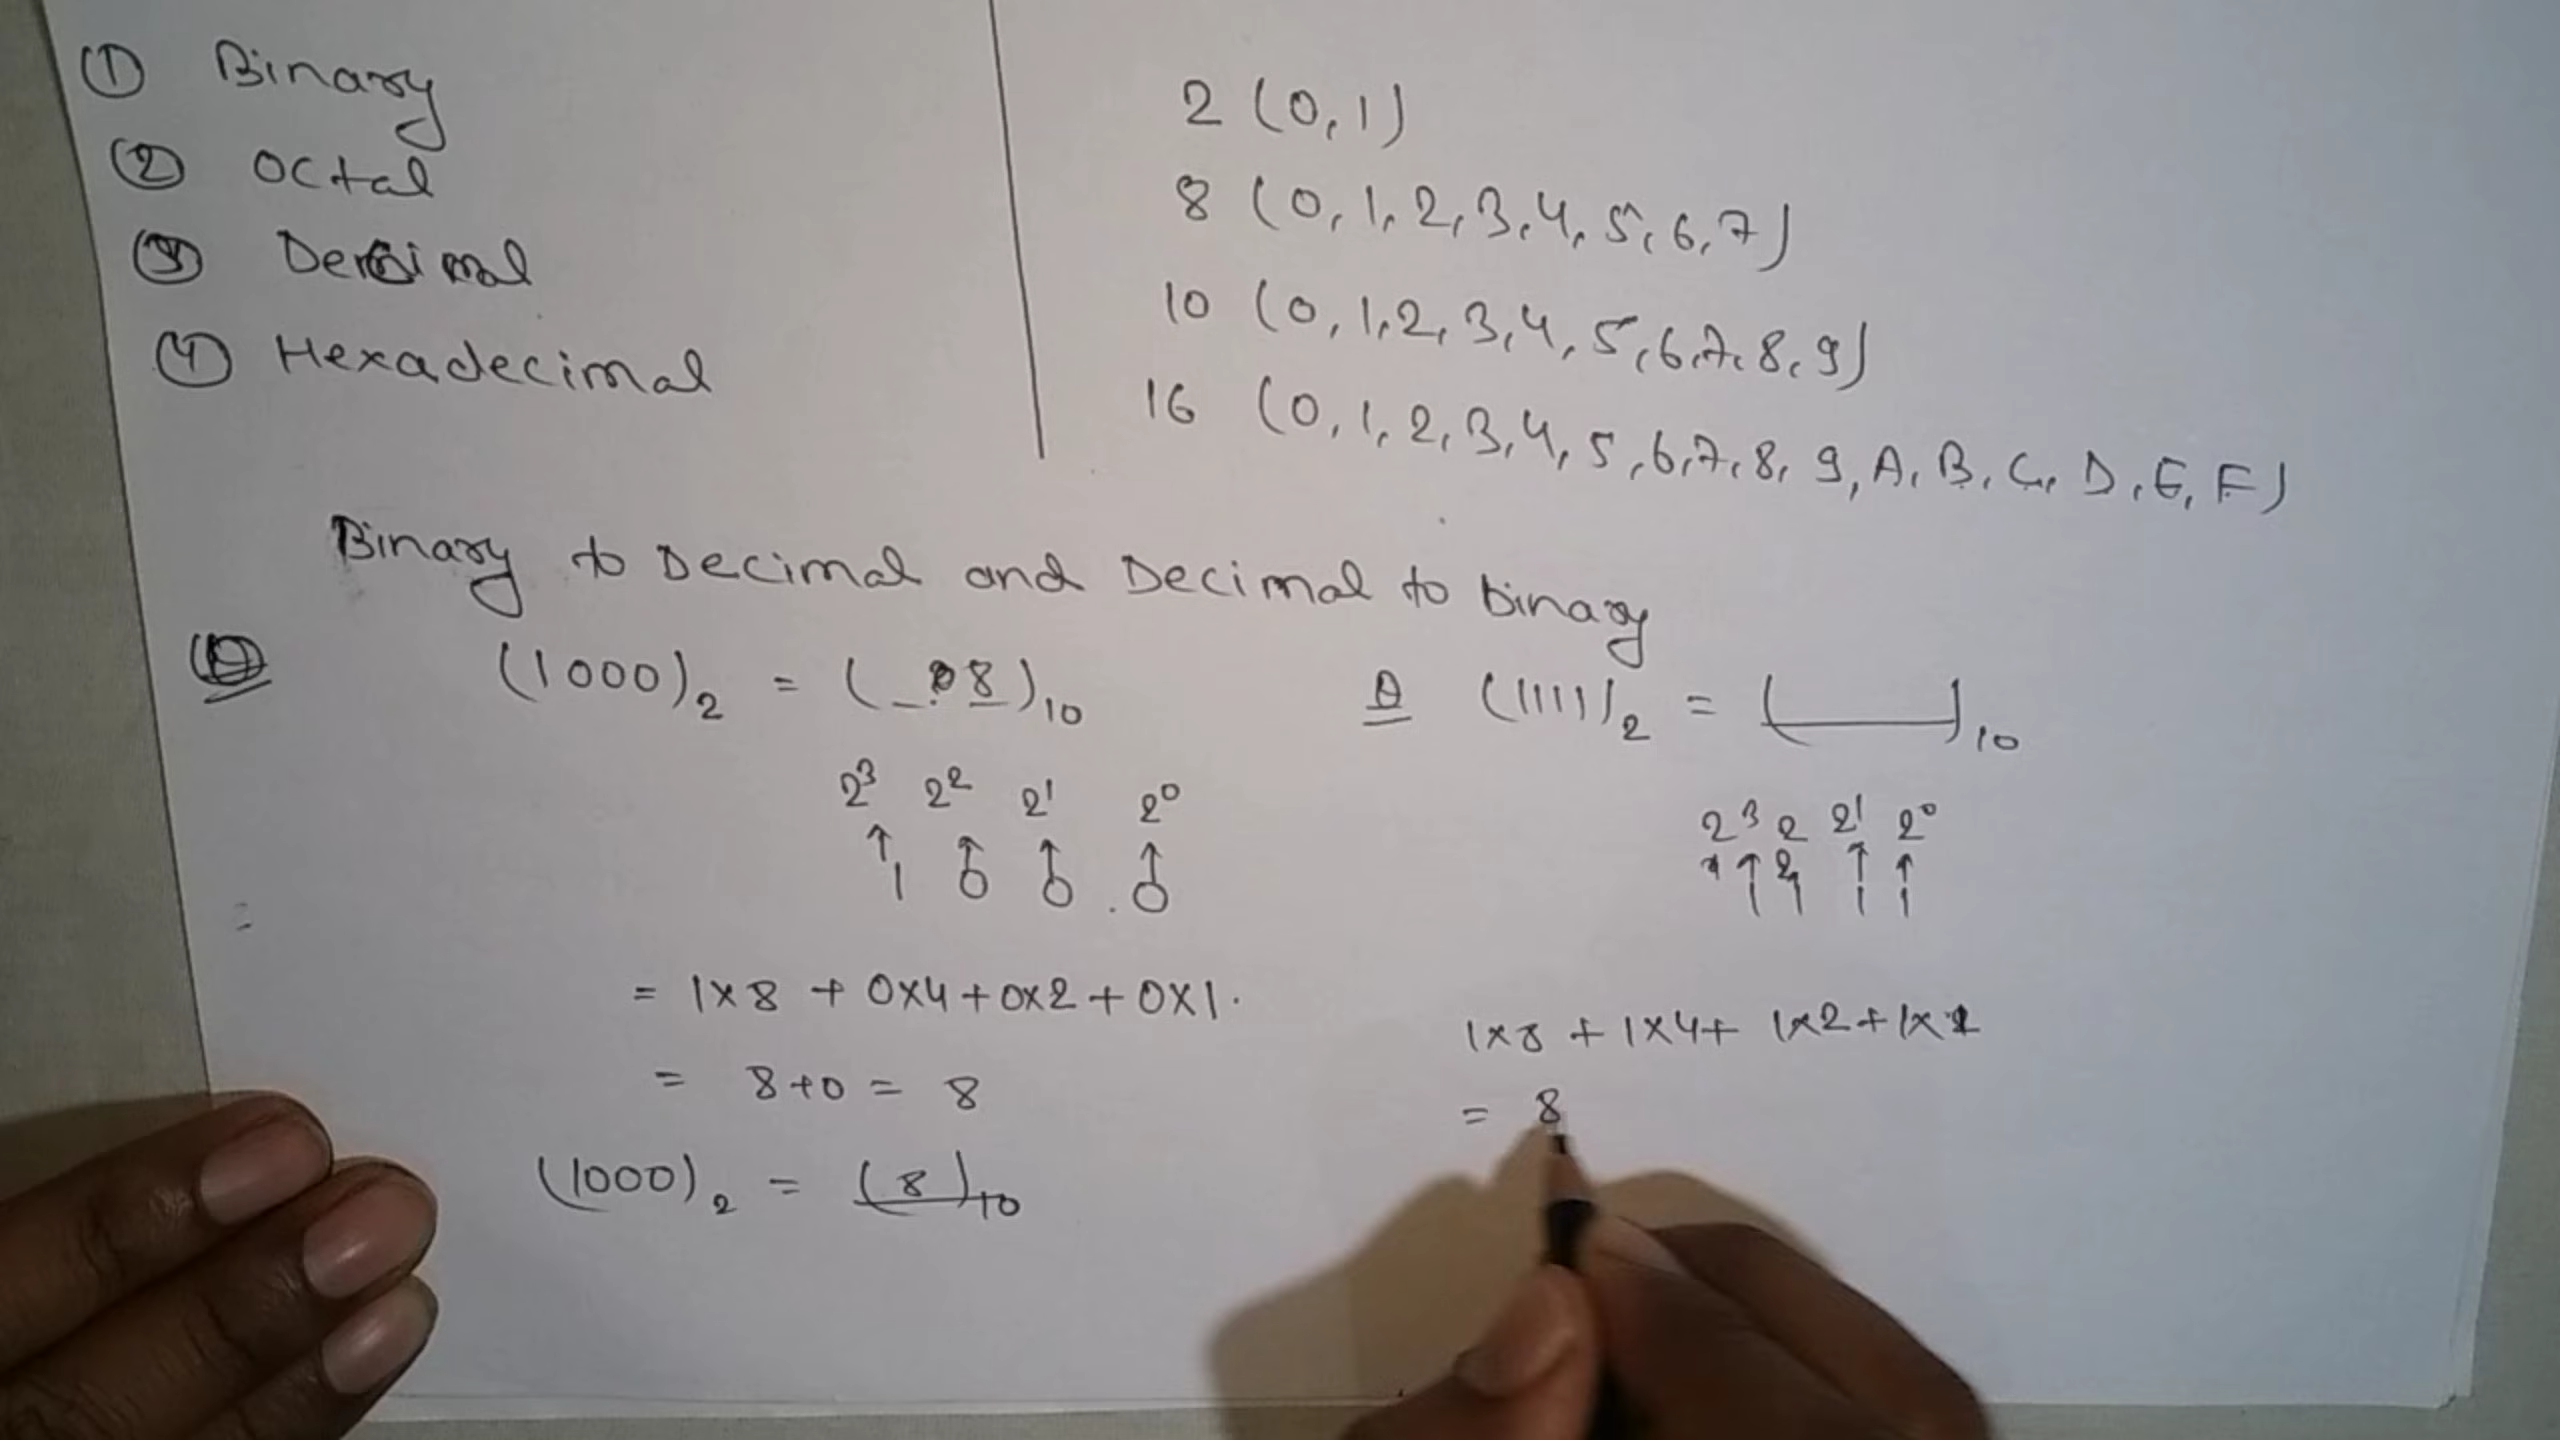 ① Binary
② Octal
③ Decimal
④ Hexadecimal
2 (0,1)
8 (0,1,2,3,4,5,6,7)
10 (0,1,2,3,4,5,6,7,8,9)
16 (0,1,2,3,4,5,6,7,8,9,A,B,C,D,E,F)
Binary to Decimal and Decimal to binary
(1000)₂ = (8)₁₀
2³ 2² 2¹ 2⁰
↑ ↑ ↑ ↑
1 0 0 0
= 1×8 + 0×4+0×2+0×1.
= 8+0 = 8
(1000)₂ = (8)₁₀
Q (1111)₂ = (____)₁₀
2³ 2² 2¹ 2⁰
↑ ↑ ↑ ↑
1 1 1 1
1×8 + 1×4+ 1×2+1×1
= 8